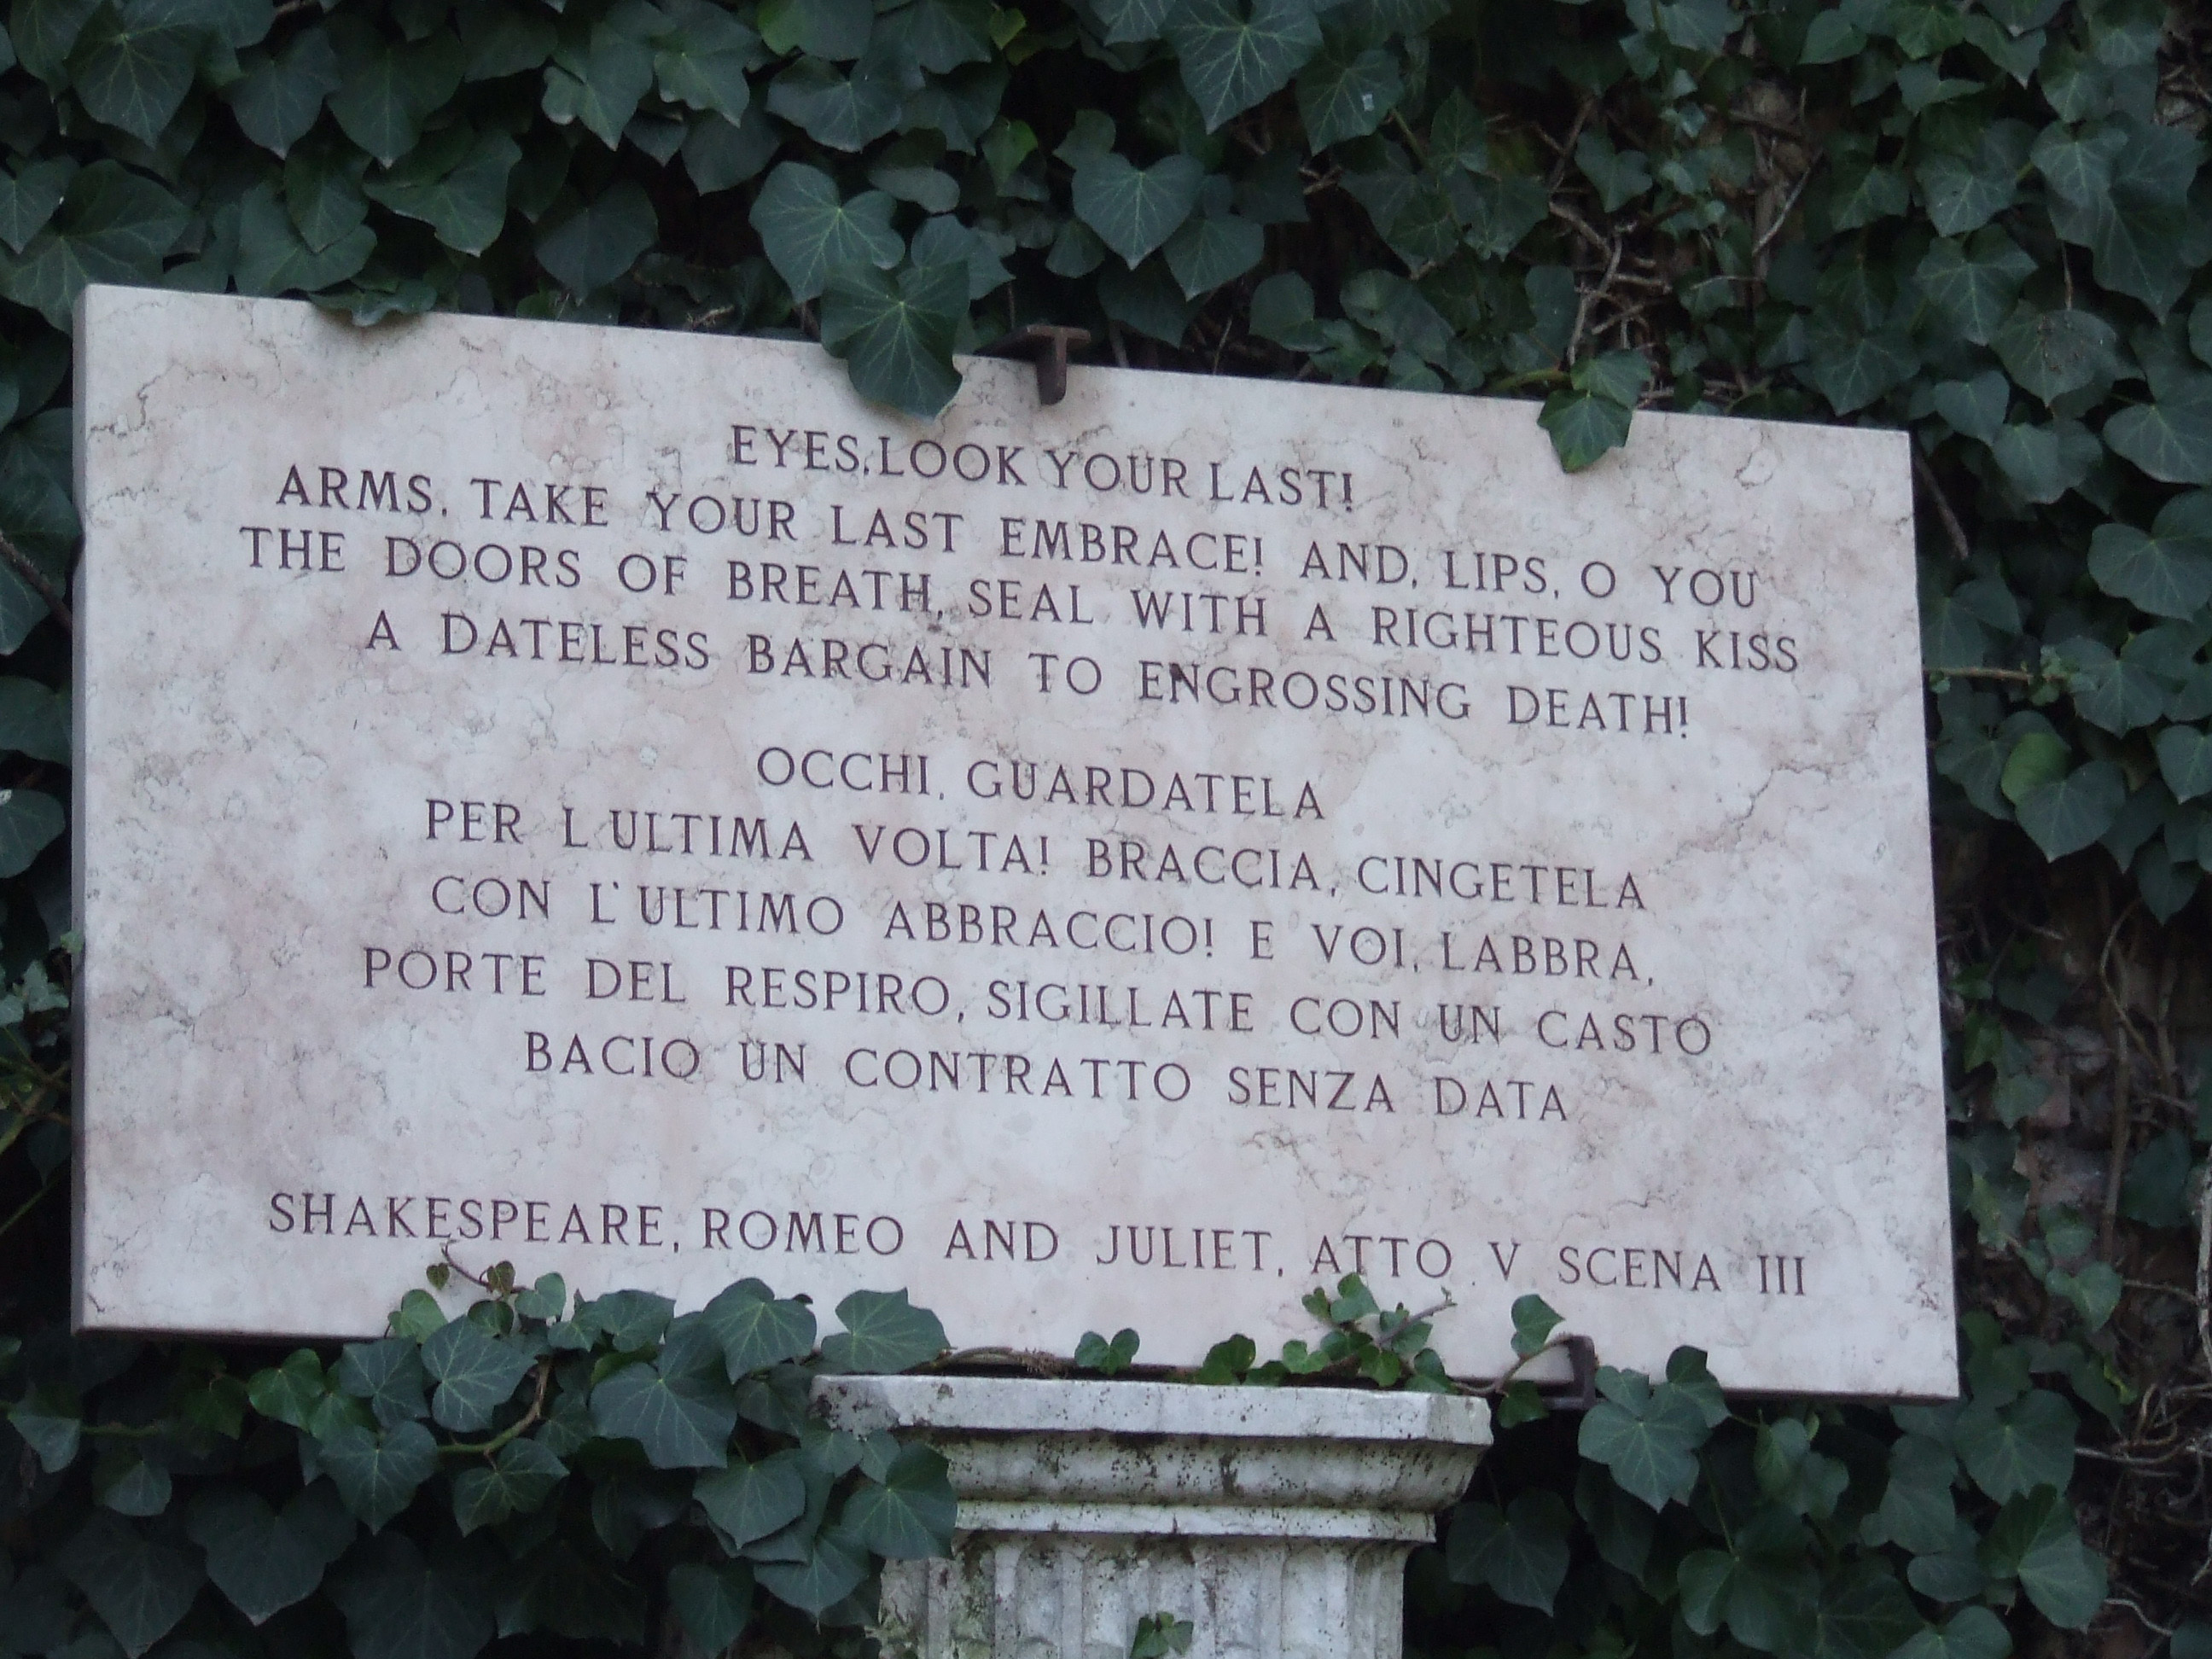 EYES, LOOK YOUR LAST!
ARMS, TAKE YOUR LAST EMBRACE! AND, LIPS, O YOU
THE DOORS OF BREATH, SEAL WITH A RIGHTEOUS KISS
A DATELESS BARGAIN TO ENGROSSING DEATH!
OCCHI, GUARDATELA
PER L ULTIMA VOLTA! BRACCIA, CINGETELA
CON L'ULTIMO ABBRACCIO! E VOI, LABBRA,
PORTE DEL RESPIRO, SIGILLATE CON UN CASTO
BACIO UN CONTRATTO SENZA DATA
SHAKESPEARE, ROMEO AND JULIET, ATTO V SCENA III